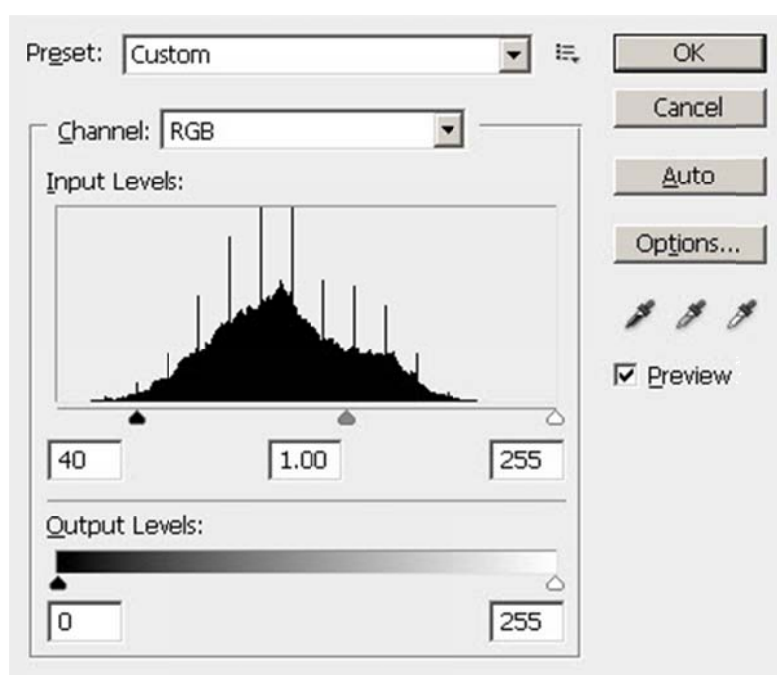 Preset: Custom
OK
Cancel
Channel: RGB
Auto
Input Levels:
Options...
Preview
40 1.00 255
Output Levels:
0 255